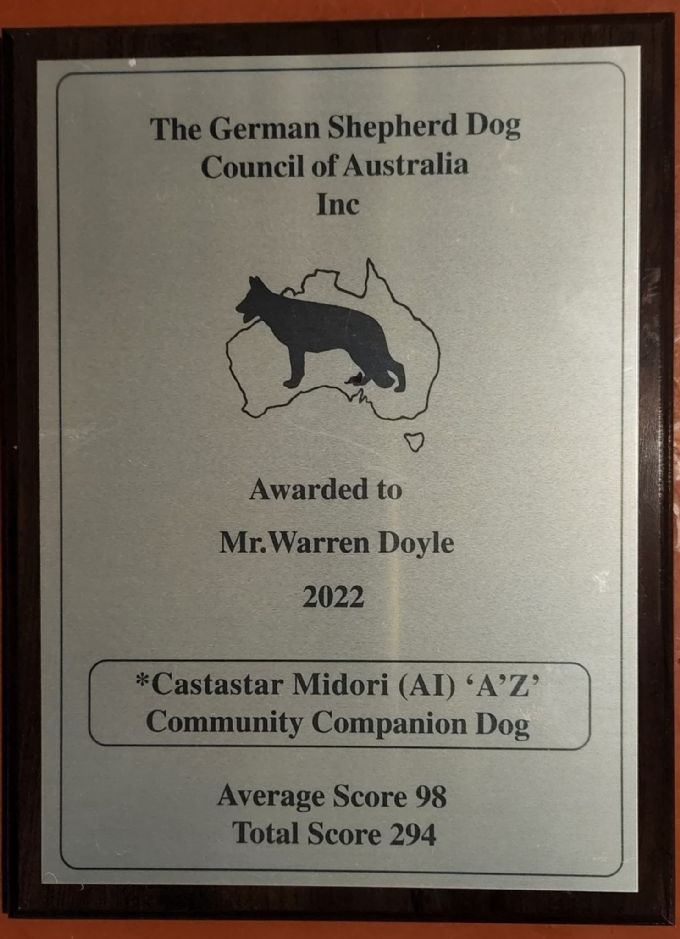 The German Shepherd Dog
Council of Australia
Inc
Awarded to
Mr.Warren Doyle
2022
*Castastar Midori (AI) ‘A’Z’
Community Companion Dog
Average Score 98
Total Score 294